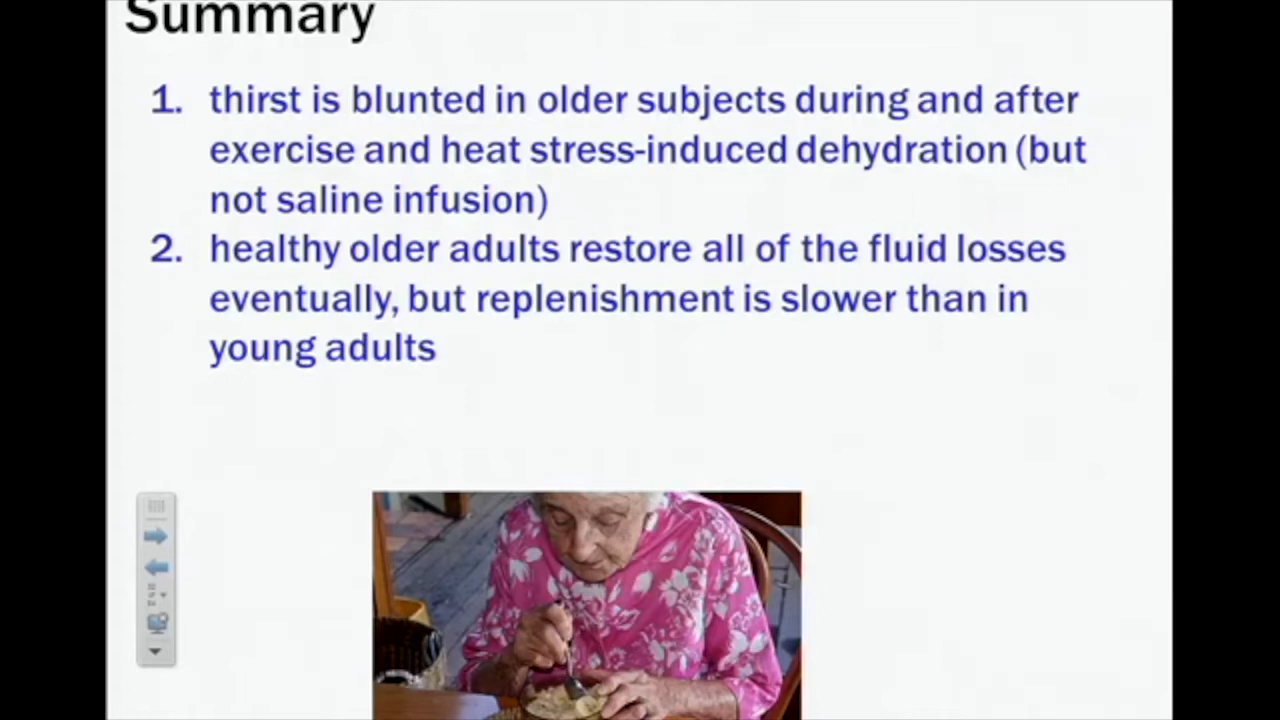 Summary
1. thirst is blunted in older subjects during and after
exercise and heat stress-induced dehydration (but
not saline infusion)
2. healthy older adults restore all of the fluid losses
eventually, but replenishment is slower than in
young adults